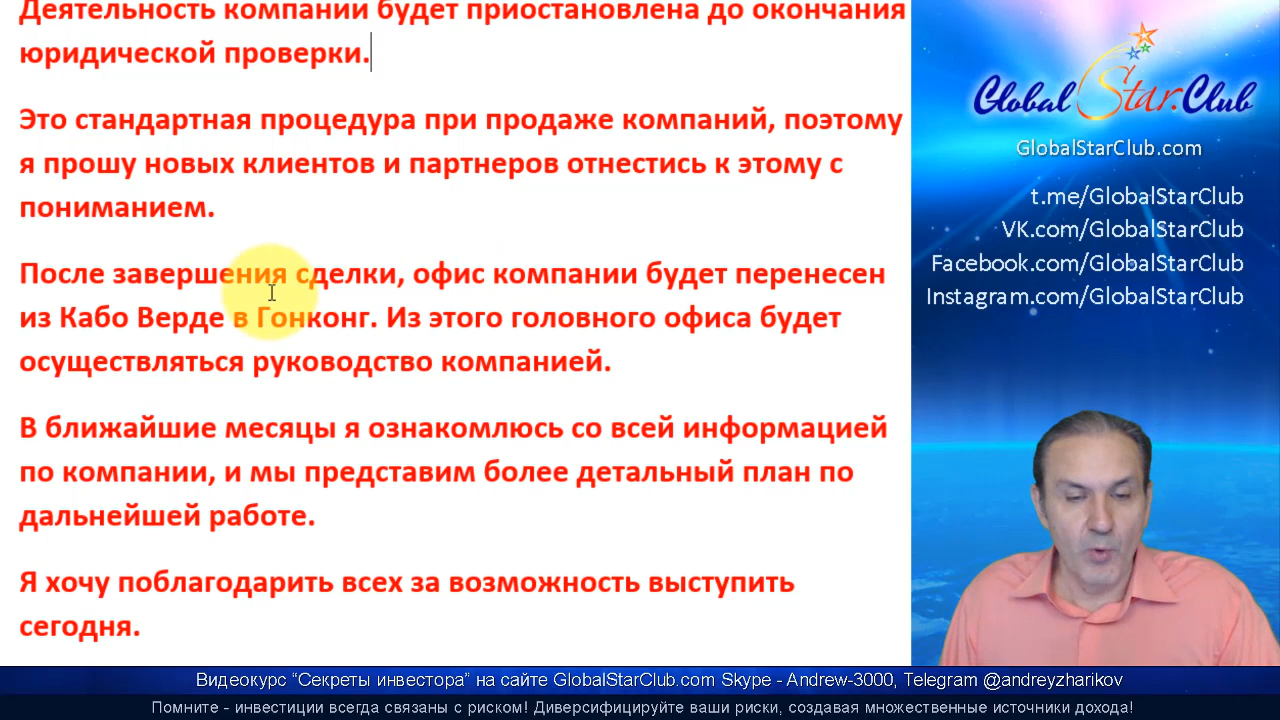 Деятельность компании будет приостановлена до окончания
юридической проверки.
Это стандартная процедура при продаже компаний, поэтому
я прошу новых клиентов и партнеров отнестись к этому с
пониманием.
После завершения сделки, офис компании будет перенесен
из Кабо Верде в Гонконг. Из этого головного офиса будет
осуществляться руководство компанией.
В ближайшие месяцы я ознакомлюсь со всей информацией
по компании, и мы представим более детальный план по
дальнейшей работе.
Я хочу поблагодарить всех за возможность выступить
сегодня.
Global Star Club
GlobalStarClub.com
t.me/GlobalStarClub
VK.com/GlobalStarClub
Facebook.com/GlobalStarClub
Instagram.com/GlobalStarClub
Видеокурс “Секреты инвестора” на сайте GlobalStarClub.com Skype - Andrew-3000, Telegram @andreyzharikov
Помните - инвестиции всегда связаны с риском! Диверсифицируйте ваши риски, создавая множественные источники дохода!